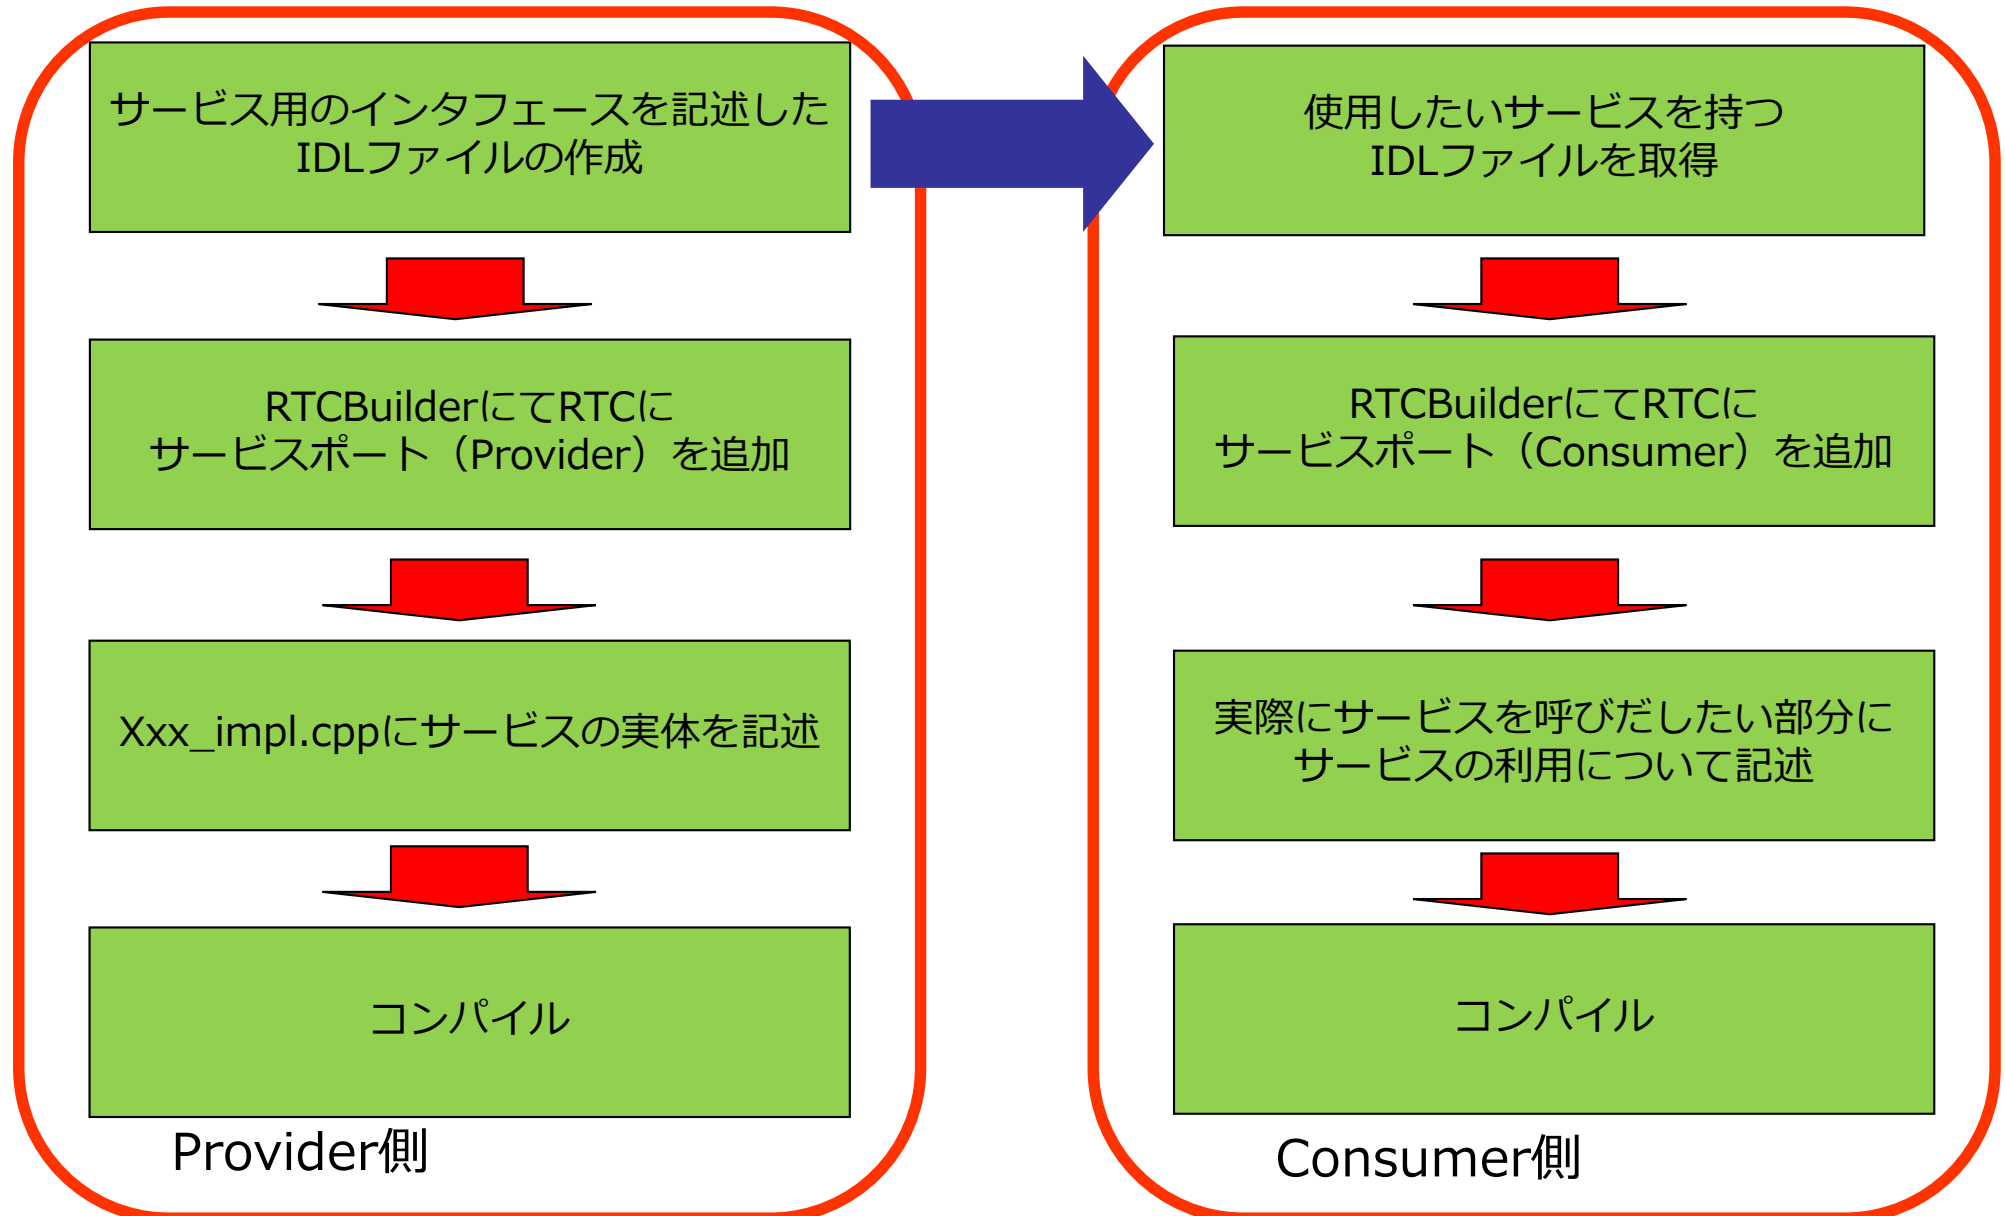 サービス用のインタフェースを記述した
IDLファイルの作成
RTCBuilderにてRTCに
サービスポート（Provider）を追加
Xxx_impl.cppにサービスの実体を記述
コンパイル
Provider側
使用したいサービスを持つ
IDLファイルを取得
RTCBuilderにてRTCに
サービスポート（Consumer）を追加
実際にサービスを呼びだしたい部分に
サービスの利用について記述
コンパイル
Consumer側